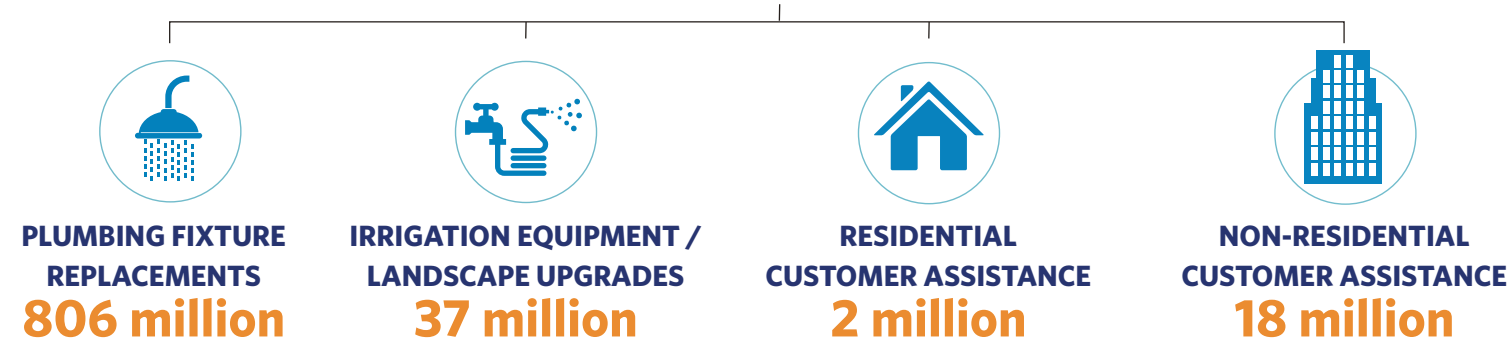 PLUMBING FIXTURE
REPLACEMENTS
806 million
IRRIGATION EQUIPMENT /
LANDSCAPE UPGRADES
37 million
RESIDENTIAL
CUSTOMER ASSISTANCE
2 million
NON-RESIDENTIAL
CUSTOMER ASSISTANCE
18 million